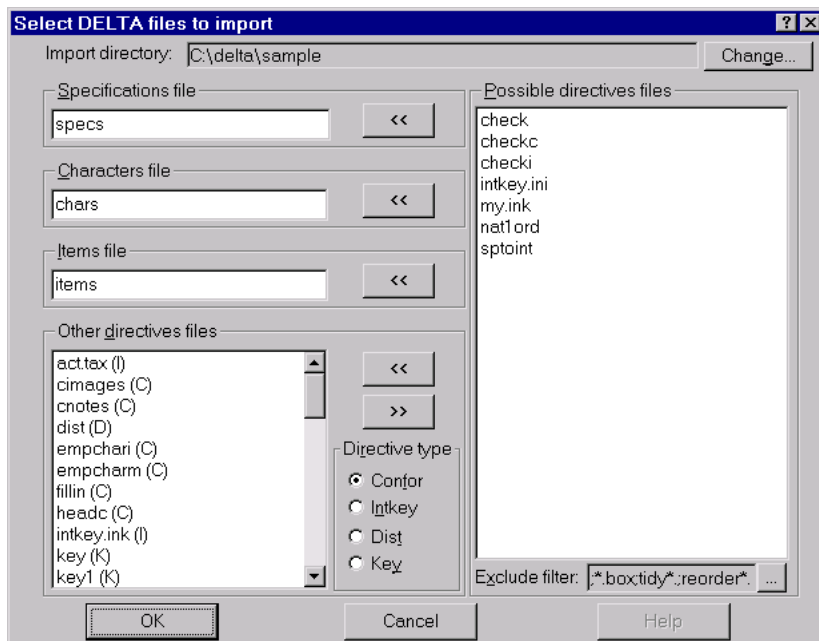 Select DELTA files to import
Import directory: C:\delta\sample
Change...
Specifications file
specs
<<
Characters file
chars
<<
Items file
items
<<
Other directives files
act.tax (I)
cimages (C)
cnotes (C)
dist (D)
empchari (C)
empcharm (C)
fillin (C)
headc (C)
intkey.ink (I)
key (K)
key1 (K)
<<
>>
Directive type
Confor
Intkey
Dist
Key
Possible directives files
check
checkc
checki
intkey.ini
my.ink
nat1ord
sptoint
Exclude filter: ;*.box;tidy*.;reorder*. ...
OK
Cancel
Help